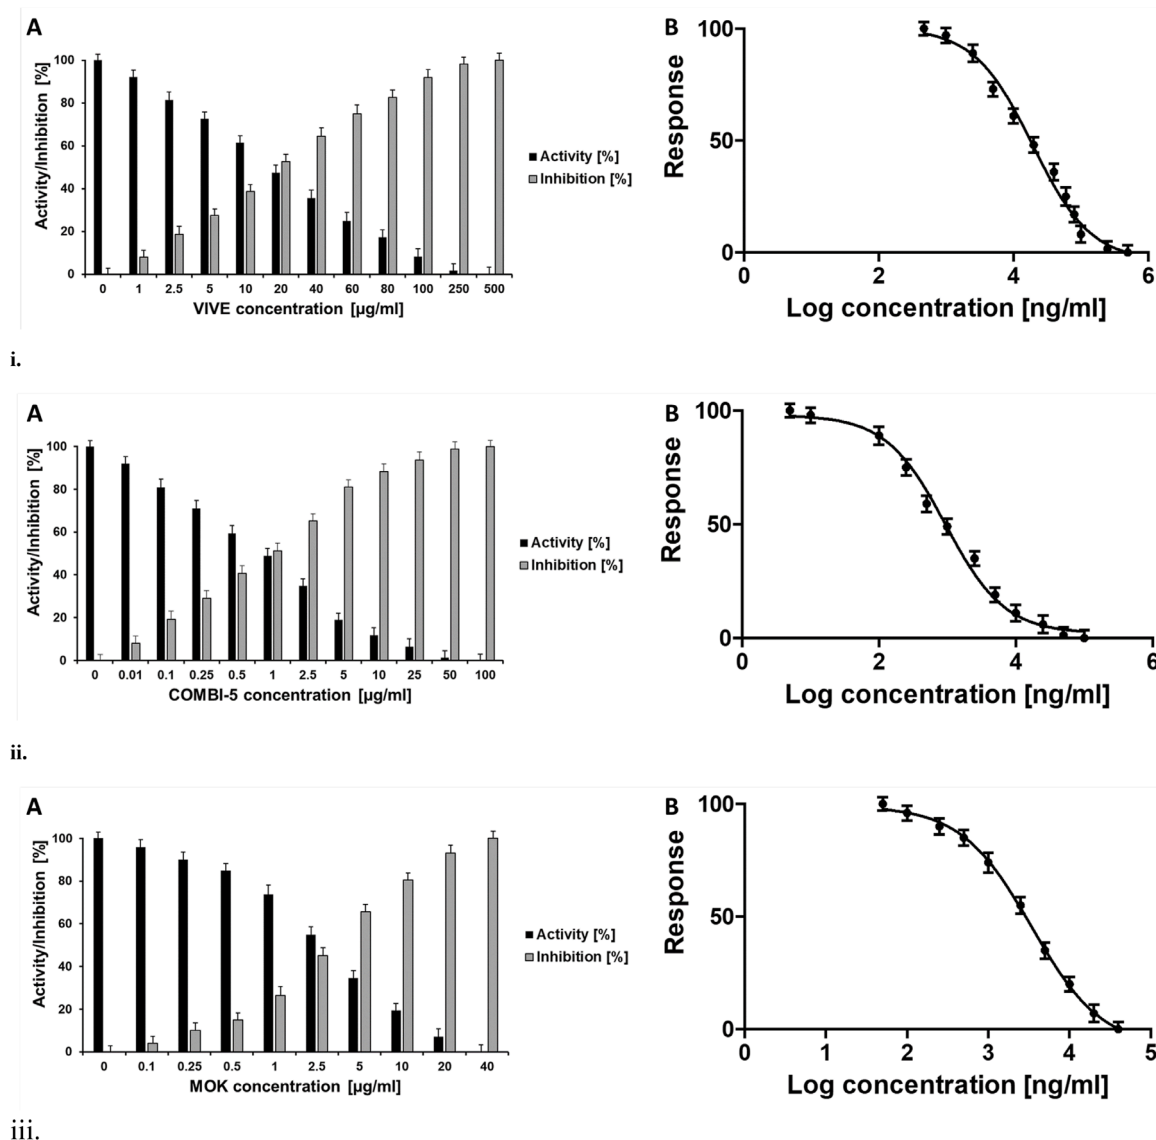 A
Activity/Inhibition [%]
100
80
60
40
20
0
0 1 2.5 5 10 20 40 60 80 100 250 500
VIVE concentration [µg/ml]
Activity [%]
Inhibition [%]
B
Response
100
50
0
0 2 4 6
Log concentration [ng/ml]
i.
A
Activity/Inhibition [%]
100
80
60
40
20
0
0 0.01 0.1 0.25 0.5 1 2.5 5 10 25 50 100
COMBI-5 concentration [µg/ml]
Activity [%]
Inhibition [%]
B
Response
100
50
0
0 2 4 6
Log concentration [ng/ml]
ii.
A
Activity/Inhibition [%]
100
80
60
40
20
0
0 0.1 0.25 0.5 1 2.5 5 10 20 40
MOK concentration [µg/ml]
Activity [%]
Inhibition [%]
B
Response
100
50
0
0 1 2 3 4 5
Log concentration [ng/ml]
iii.